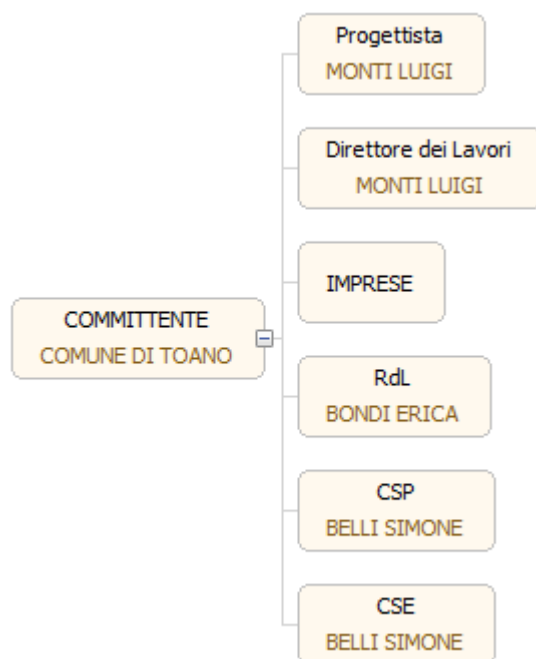 Progettista
MONTI LUIGI
Direttore dei Lavori
MONTI LUIGI
IMPRESE
COMMITTENTE
COMUNE DI TOANO
RdL
BONDI ERICA
CSP
BELLI SIMONE
CSE
BELLI SIMONE